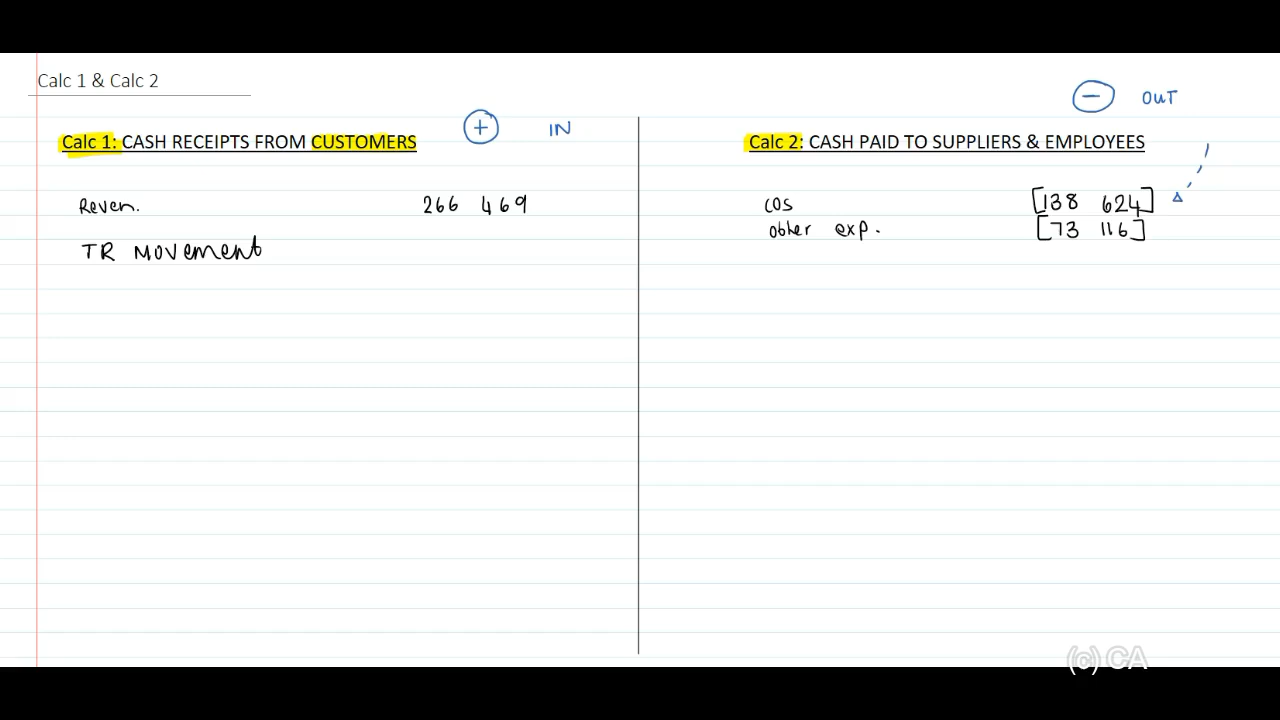 Calc 1 & Calc 2
Calc 1: CASH RECEIPTS FROM CUSTOMERS + IN
Reven. 266 469
TR MOVEMENT
− OUT
Calc 2: CASH PAID TO SUPPLIERS & EMPLOYEES
COS [138 624]
other exp. [73 116]
(c) CA